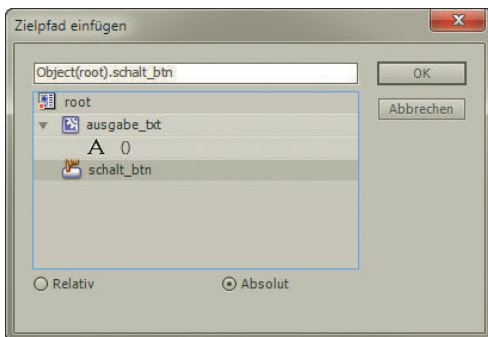 Zielpfad einfügen
Object(root).schalt_btn
OK
root
Abbrechen
ausgabe_txt
A ()
schalt_btn
Relativ
Absolut